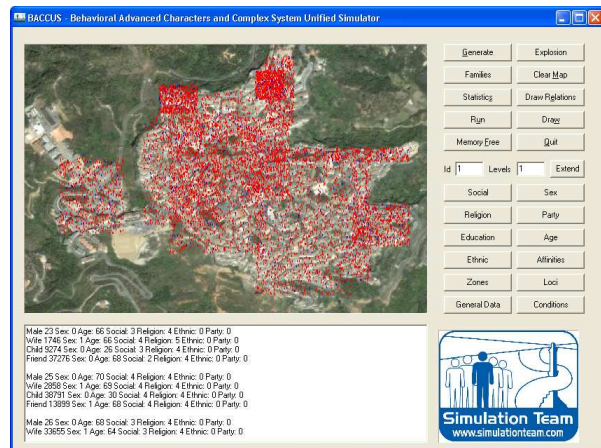 BACCUS - Behavioral Advanced Characters and Complex System Unified Simulator
Generate
Explosion
Families
Clear Map
Statistics
Draw Relations
Run
Draw
Memory Free
Quit
Id 1 Levels 1 Extend
Social
Sex
Religion
Party
Education
Age
Ethnic
Affinities
Zones
Loci
General Data
Conditions
Male 23 Sex: 0 Age: 66 Social: 3 Religion: 4 Ethnic: 0 Party: 0
Wife 1746 Sex: 1 Age: 66 Social: 4 Religion: 5 Ethnic: 0 Party: 0
Child 9274 Sex: 0 Age: 26 Social: 3 Religion: 4 Ethnic: 0 Party: 0
Friend 37276 Sex: 0 Age: 68 Social: 2 Religion: 4 Ethnic: 0 Party: 0
Male 25 Sex: 0 Age: 70 Social: 4 Religion: 4 Ethnic: 0 Party: 0
Wife 2858 Sex: 1 Age: 69 Social: 4 Religion: 4 Ethnic: 0 Party: 0
Child 38791 Sex: 0 Age: 30 Social: 4 Religion: 4 Ethnic: 0 Party: 0
Friend 13899 Sex: 1 Age: 68 Social: 4 Religion: 4 Ethnic: 0 Party: 0
Male 26 Sex: 0 Age: 68 Social: 3 Religion: 4 Ethnic: 0 Party: 0
Wife 33655 Sex: 1 Age: 64 Social: 3 Religion: 4 Ethnic: 0 Party: 0
Simulation Team
www.simulationteam.com